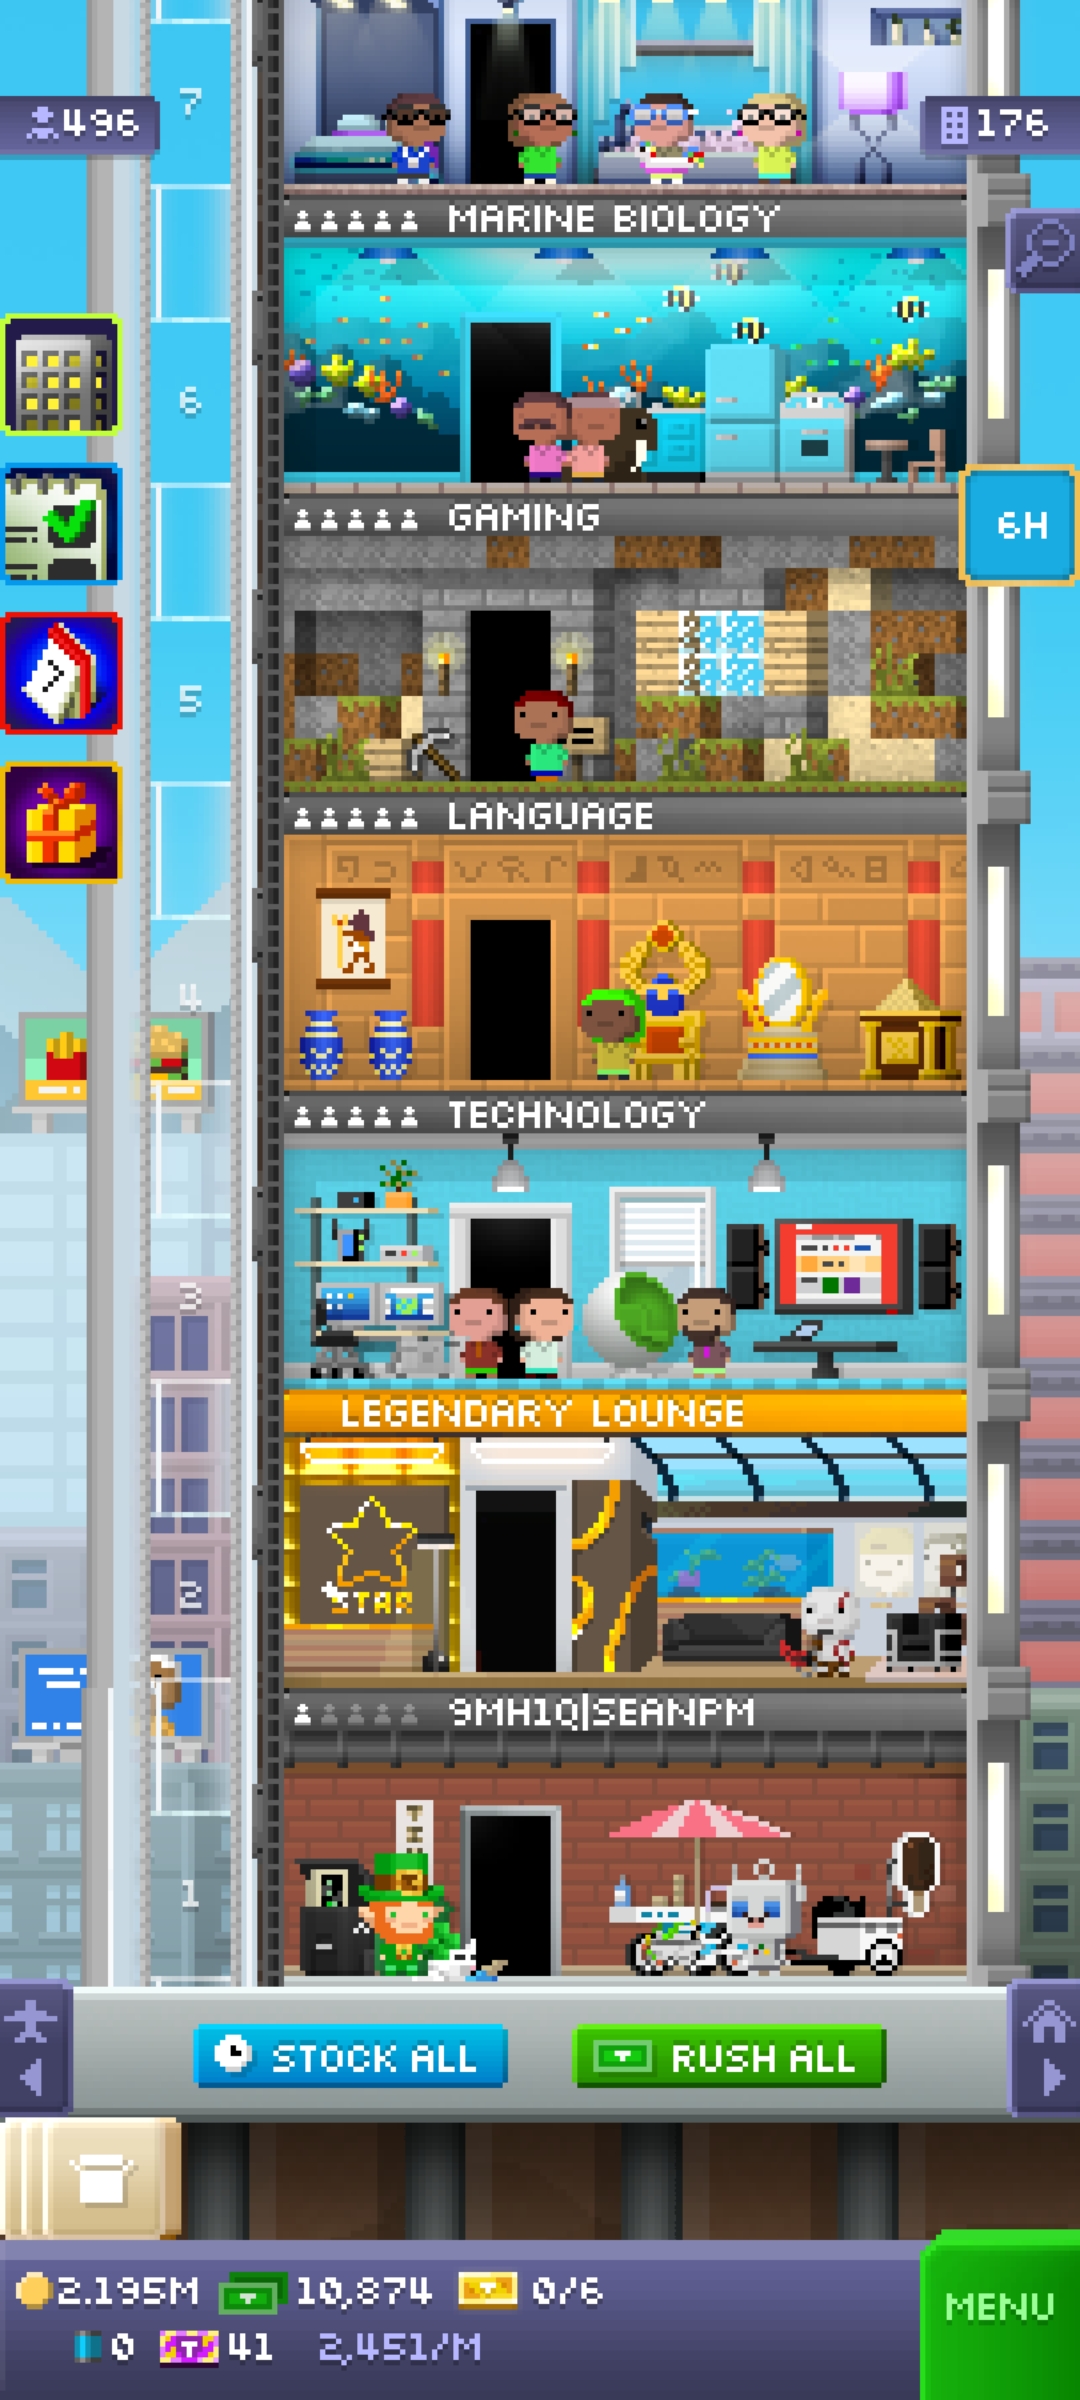 7
496
176
MARINE BIOLOGY
6
GAMING
6H
5
LANGUAGE
4
TECHNOLOGY
3
LEGENDARY LOUNGE
STAR
2
9MH1Q|SEANPM
1
STOCK ALL
RUSH ALL
2.195M 10,874 0/6
0 41 2,451/M
MENU